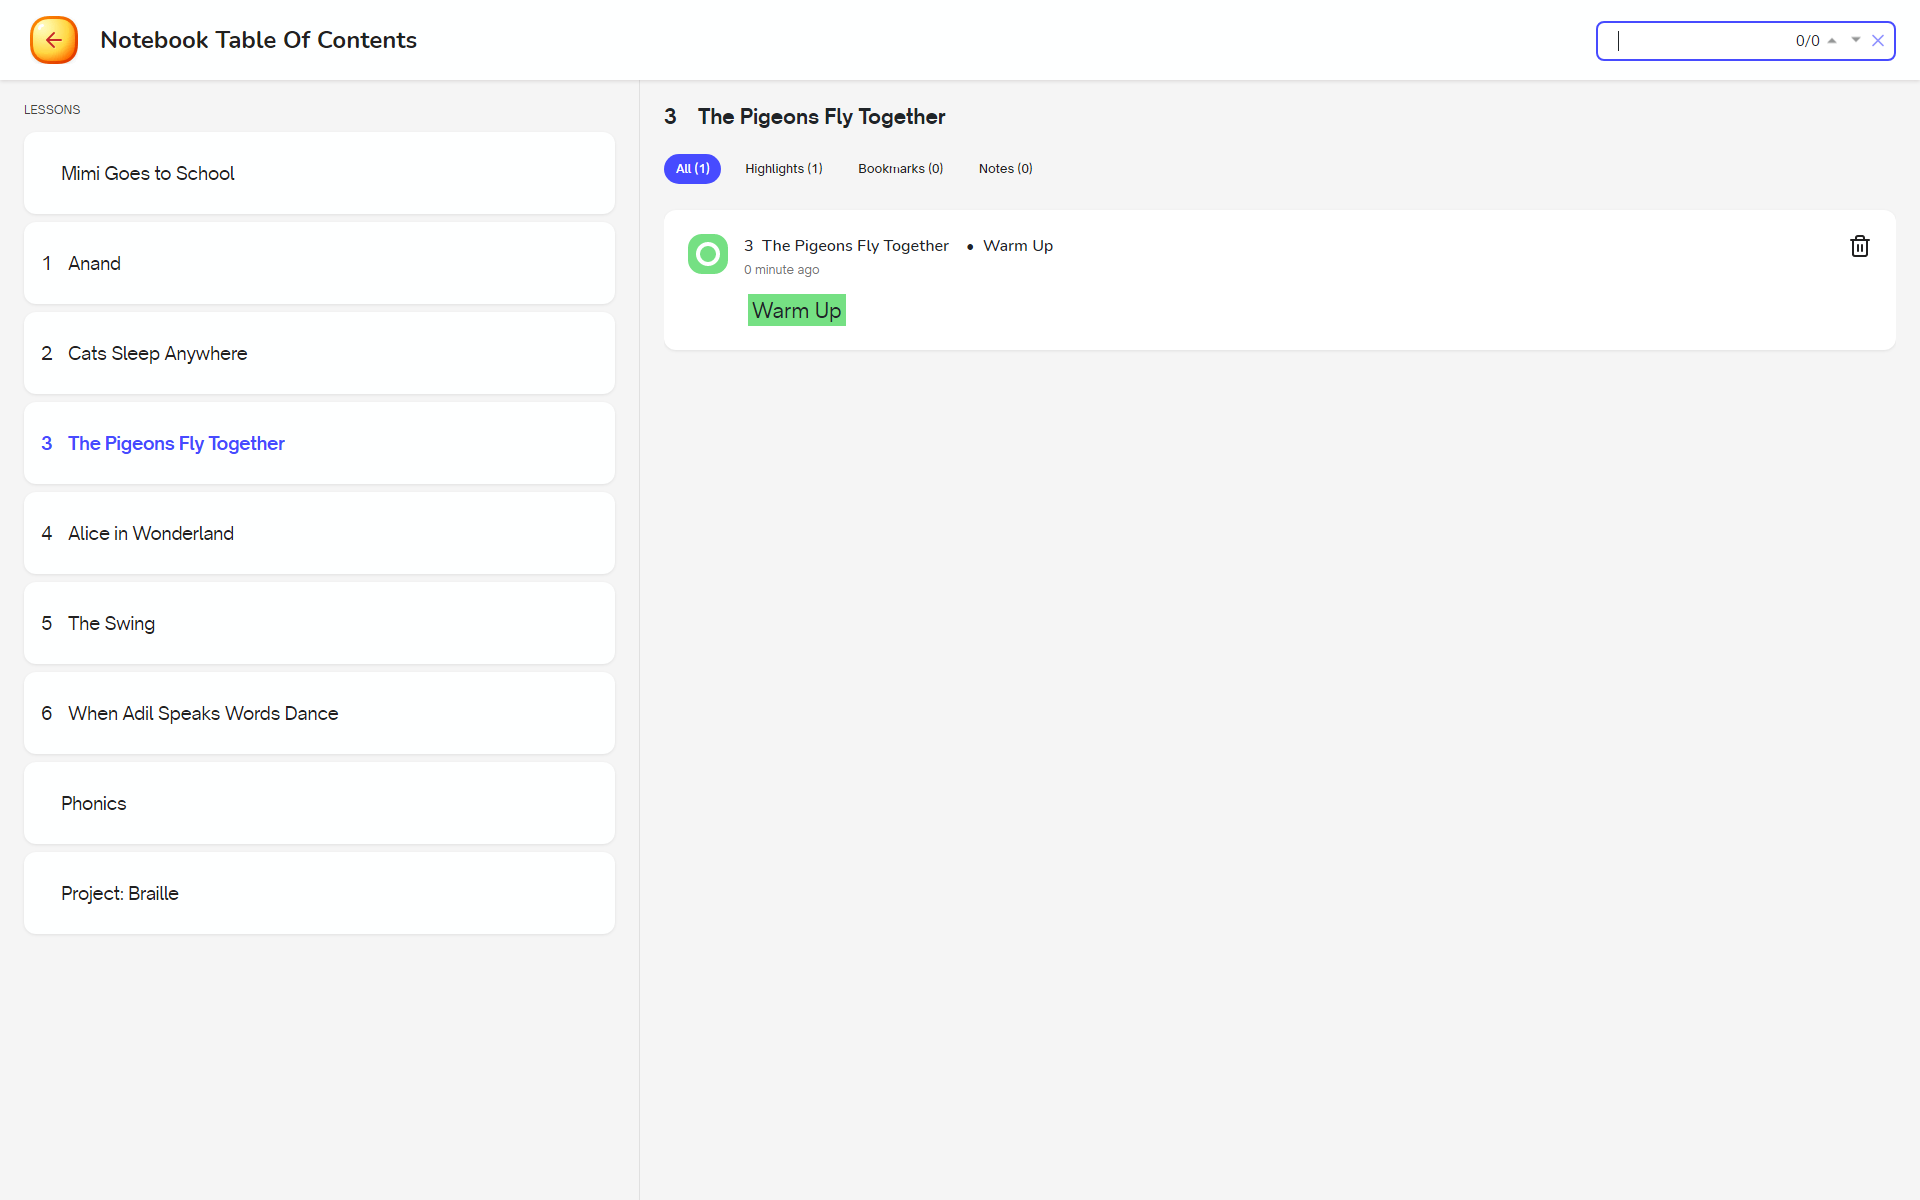 Notebook Table Of Contents
0/0
LESSONS
Mimi Goes to School
1 Anand
2 Cats Sleep Anywhere
3 The Pigeons Fly Together
4 Alice in Wonderland
5 The Swing
6 When Adil Speaks Words Dance
Phonics
Project: Braille
3 The Pigeons Fly Together
All (1) Highlights (1) Bookmarks (0) Notes (0)
3 The Pigeons Fly Together • Warm Up
0 minute ago
Warm Up